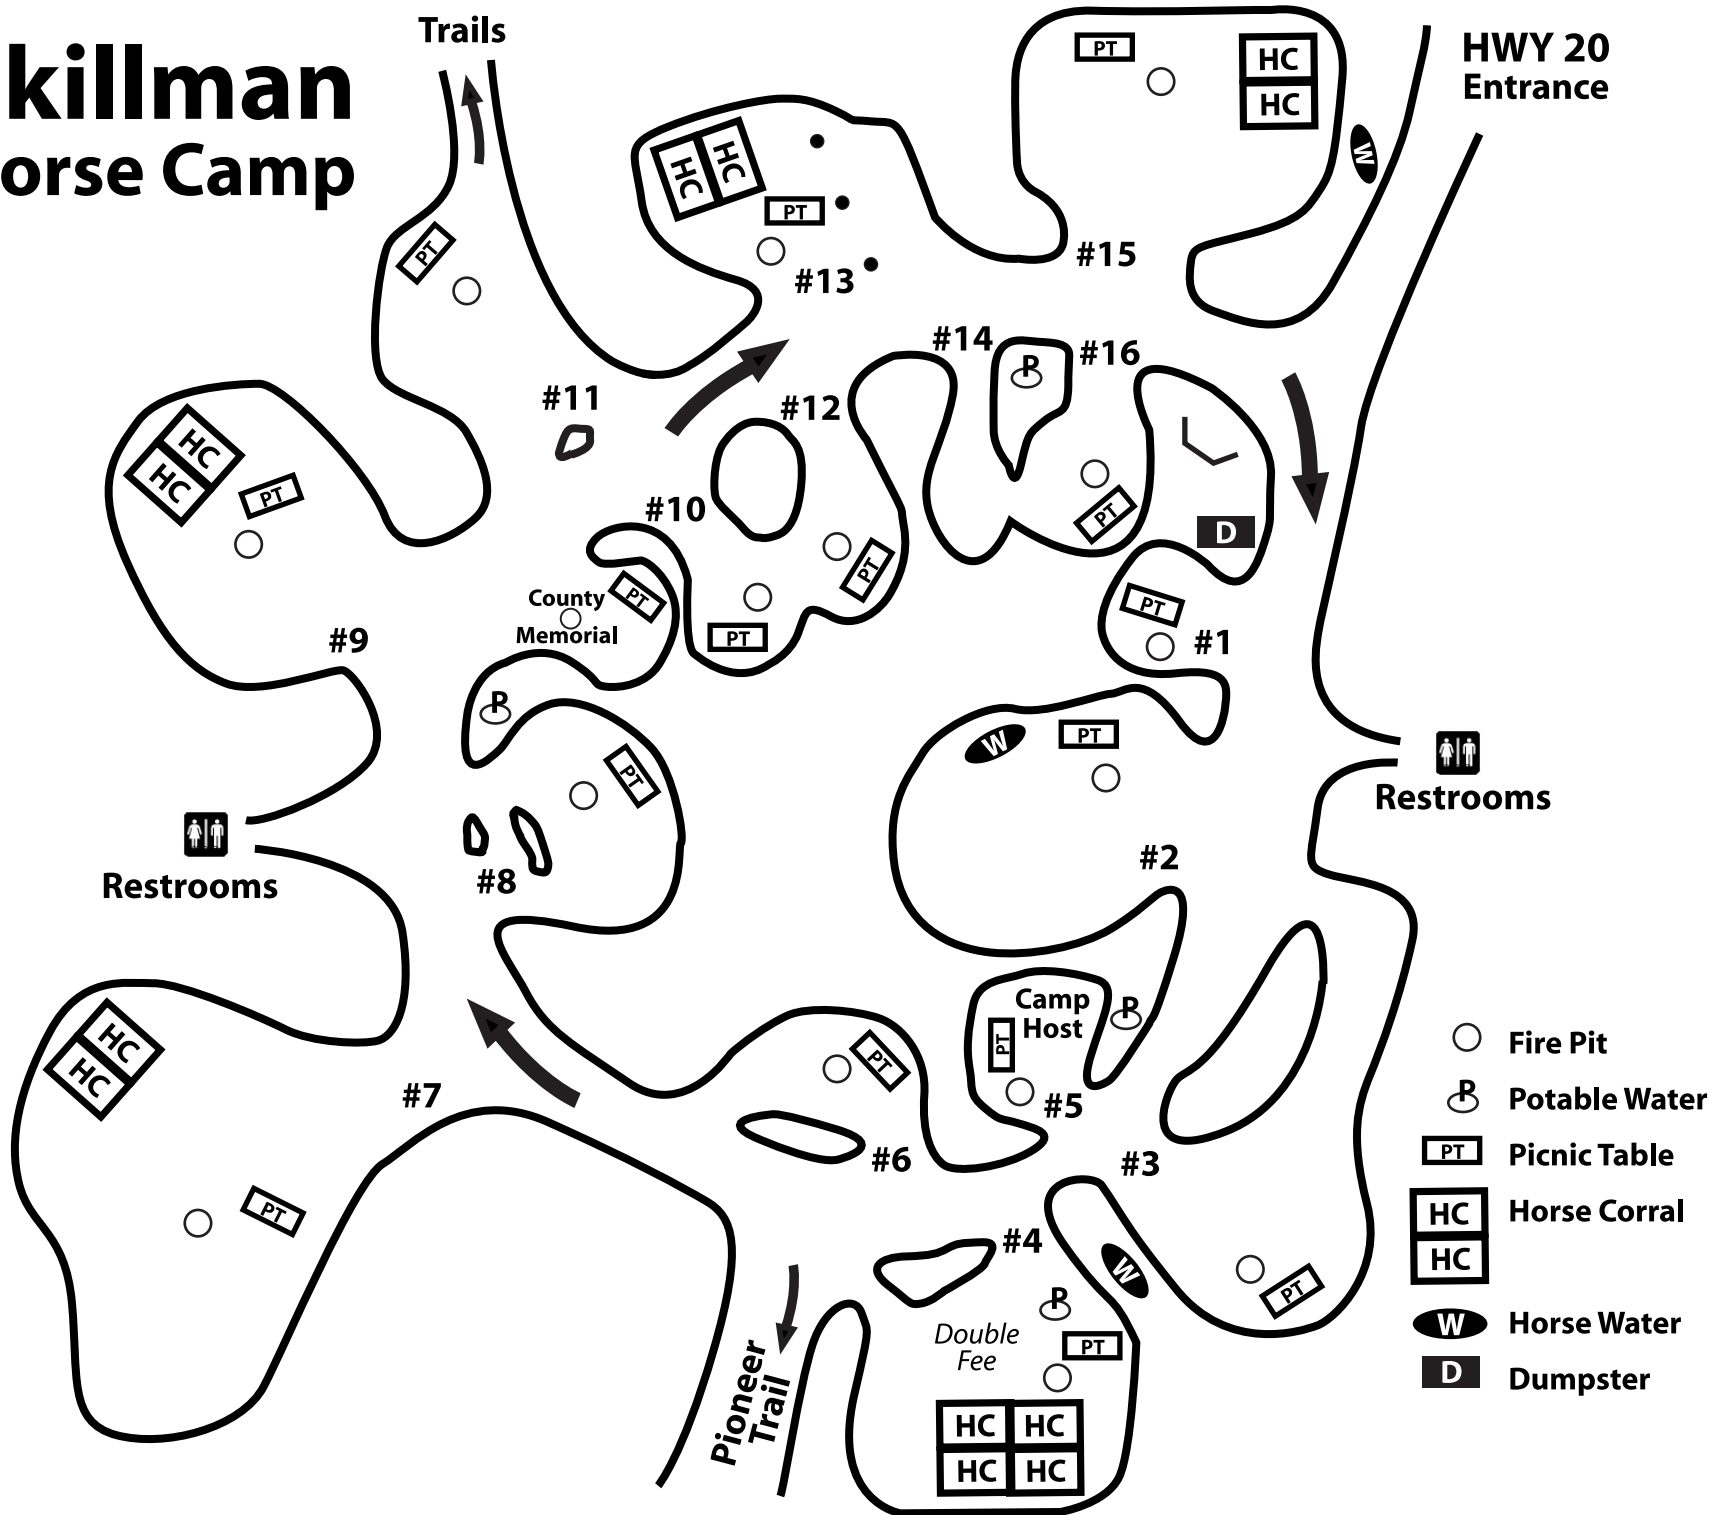 killman
orse Camp
Trails
HWY 20
Entrance
PT
HC
HC
W
HC
HC
PT
#13
#15
PT
#14
P
#16
#11
#12
HC
HC
PT
#10
PT
D
PT
PT
County
Memorial
PT
PT
#1
#9
P
W
PT
PT
Restrooms
Restrooms
#8
#2
Camp
Host
P
PT
HC
HC
PT
#7
#5
#6
#3
PT
#4
W
PT
P
Double
Fee
PT
Pioneer
Trail
HC
HC
HC
HC
Fire Pit
P
Potable Water
PT
Picnic Table
HC
HC
Horse Corral
W
Horse Water
D
Dumpster